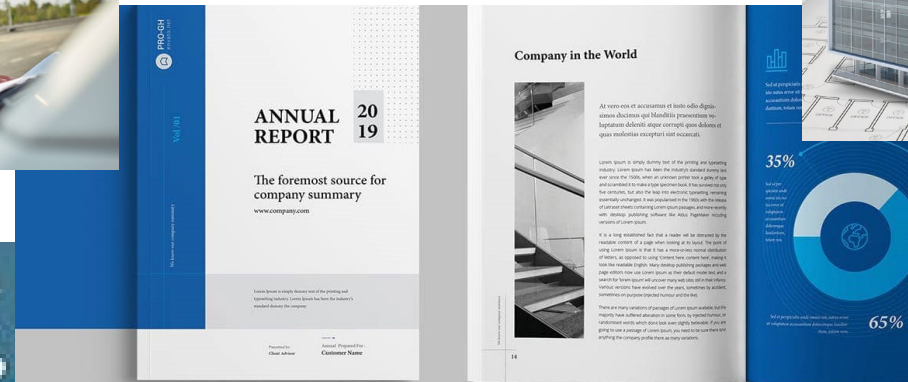 PRO-GH
Vol /01
ANNUAL
REPORT
20
19
The foremost source for
company summary
www.company.com
We know our company summary
Lorem Ipsum is simply dummy text of the printing and
typesetting industry. Lorem Ipsum has been the industry's
standard dummy the company.
Presented by:
Client Advisor
Annual Prepared For:
Customer Name
Company in the World
At vero eos et accusamus et iusto odio dignis-
simos ducimus qui blanditiis praesentium vo-
luptatum deleniti atque corrupti quos dolores et
quas molestias excepturi sint occaecati.
Lorem Ipsum is simply dummy text of the printing and typesetting
industry. Lorem Ipsum has been the industry's standard dummy text
ever since the 1500s, when an unknown printer took a galley of type
and scrambled it to make a type specimen book. It has survived not only
five centuries, but also the leap into electronic typesetting, remaining
essentially unchanged. It was popularised in the 1960s with the release
of Letraset sheets containing Lorem Ipsum passages, and more recently
with desktop publishing software like Aldus PageMaker including
versions of Lorem Ipsum.
It is a long established fact that a reader will be distracted by the
readable content of a page when looking at its layout. The point of
using Lorem Ipsum is that it has a more-or-less normal distribution
of letters, as opposed to using 'Content here, content here', making it
look like readable English. Many desktop publishing packages and web
page editors now use Lorem Ipsum as their default model text, and a
search for lorem ipsum will uncover many web sites still in their infancy.
Various versions have evolved over the years, sometimes by accident,
sometimes on purpose (injected humour and the like).
There are many variations of passages of Lorem Ipsum available, but the
majority have suffered alteration in some form, by injected humour, or
randomised words which dont look even slightly believable. If you are
going to use a passage of Lorem Ipsum, you need to be sure there isnt
anything the company profile there as many variations.
14
35%
65%